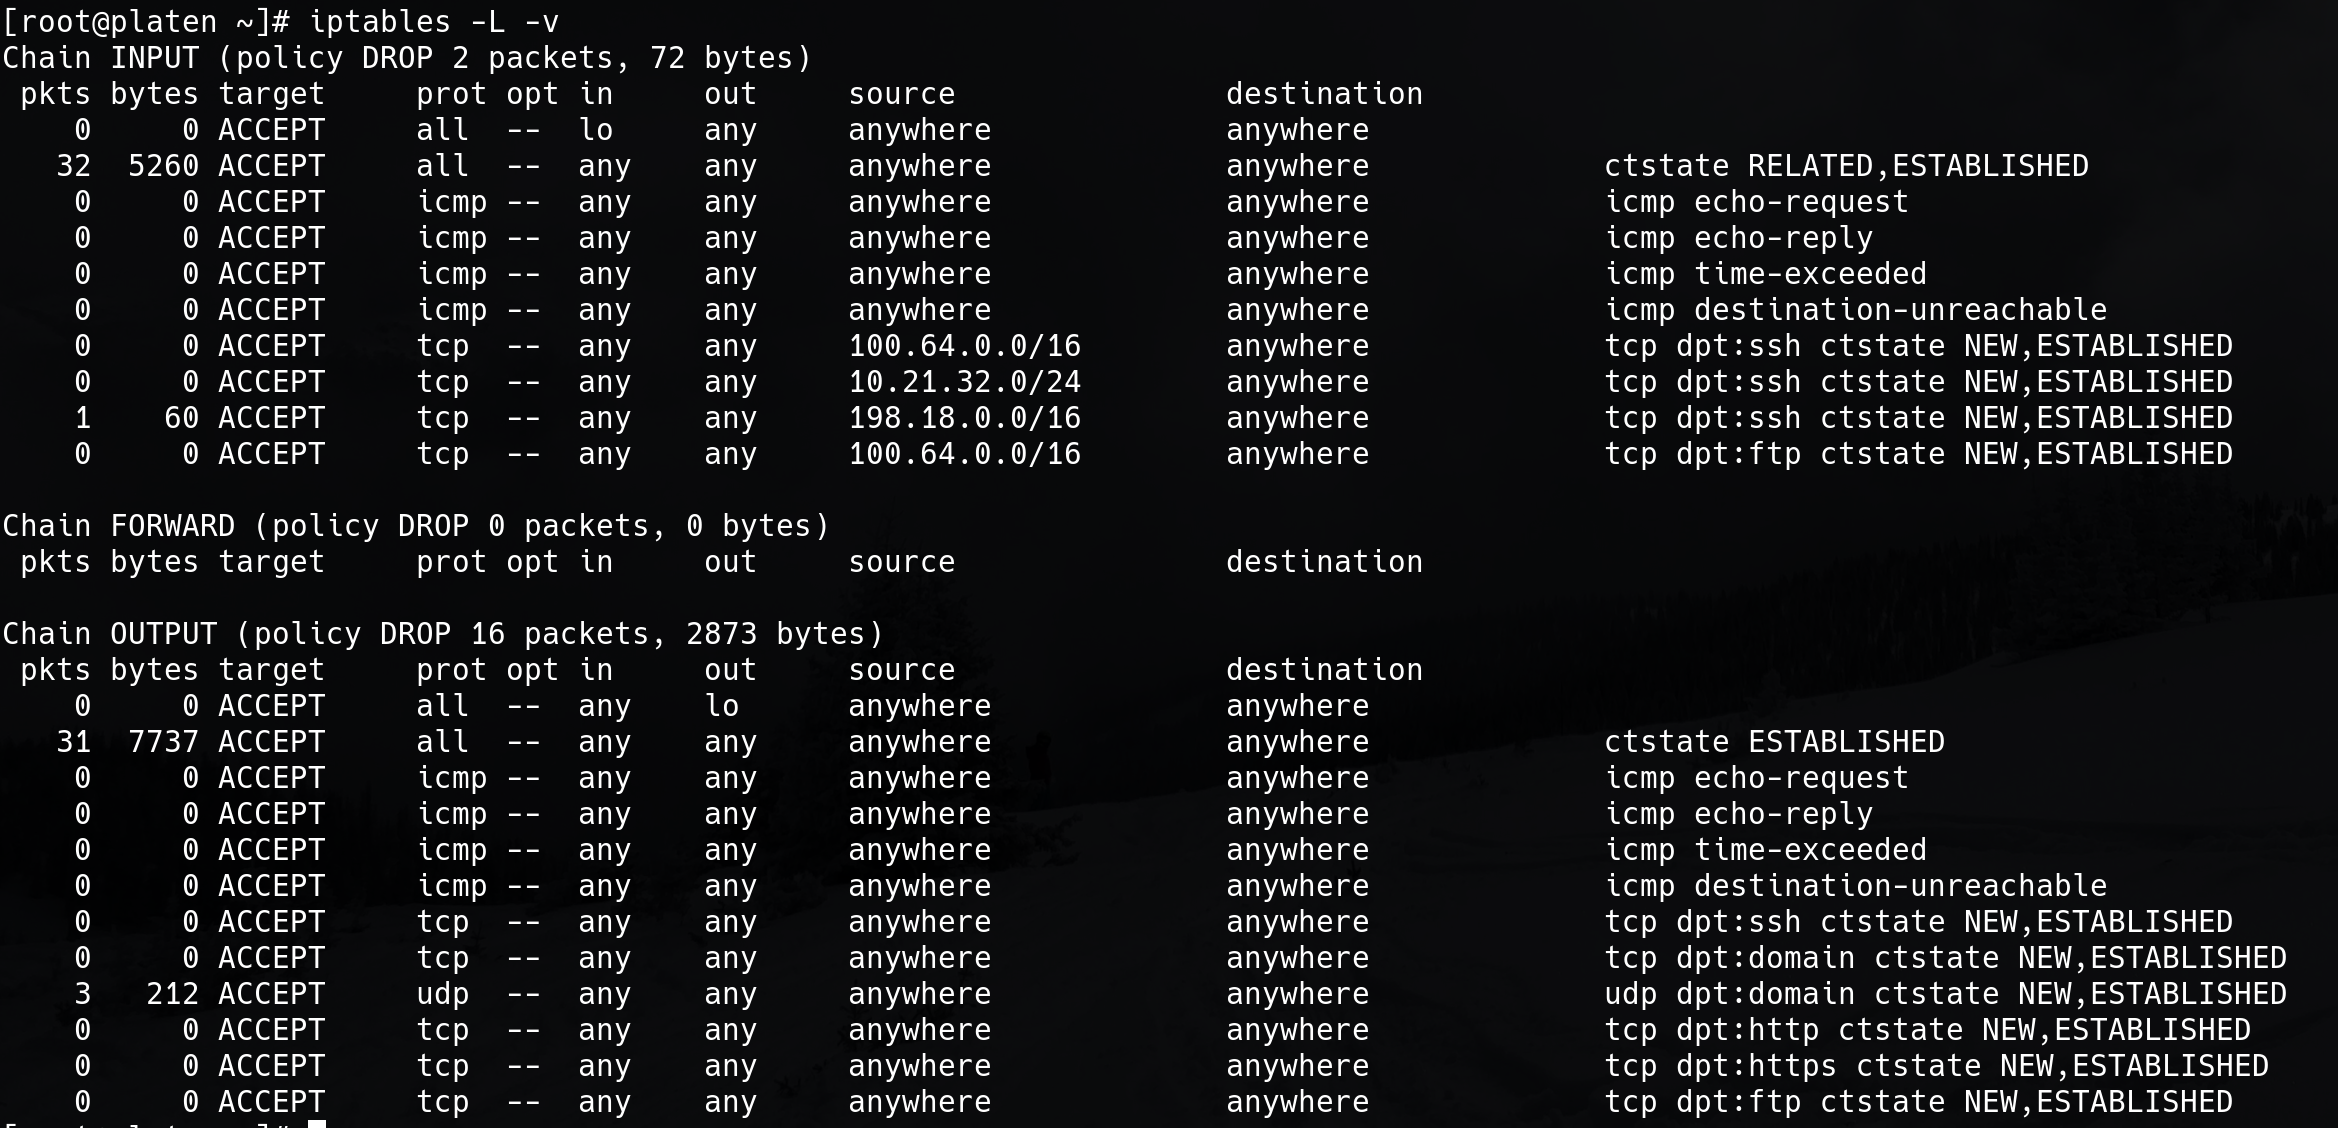 [root@platen ~]# iptables -L -v
Chain INPUT (policy DROP 2 packets, 72 bytes)
 pkts bytes target     prot opt in     out     source               destination
    0     0 ACCEPT     all  --  lo     any     anywhere             anywhere
   32  5260 ACCEPT     all  --  any    any     anywhere             anywhere             ctstate RELATED,ESTABLISHED
    0     0 ACCEPT     icmp --  any    any     anywhere             anywhere             icmp echo-request
    0     0 ACCEPT     icmp --  any    any     anywhere             anywhere             icmp echo-reply
    0     0 ACCEPT     icmp --  any    any     anywhere             anywhere             icmp time-exceeded
    0     0 ACCEPT     icmp --  any    any     anywhere             anywhere             icmp destination-unreachable
    0     0 ACCEPT     tcp  --  any    any     100.64.0.0/16        anywhere             tcp dpt:ssh ctstate NEW,ESTABLISHED
    0     0 ACCEPT     tcp  --  any    any     10.21.32.0/24        anywhere             tcp dpt:ssh ctstate NEW,ESTABLISHED
    1    60 ACCEPT     tcp  --  any    any     198.18.0.0/16        anywhere             tcp dpt:ssh ctstate NEW,ESTABLISHED
    0     0 ACCEPT     tcp  --  any    any     100.64.0.0/16        anywhere             tcp dpt:ftp ctstate NEW,ESTABLISHED

Chain FORWARD (policy DROP 0 packets, 0 bytes)
 pkts bytes target     prot opt in     out     source               destination

Chain OUTPUT (policy DROP 16 packets, 2873 bytes)
 pkts bytes target     prot opt in     out     source               destination
    0     0 ACCEPT     all  --  any    lo      anywhere             anywhere
   31  7737 ACCEPT     all  --  any    any     anywhere             anywhere             ctstate ESTABLISHED
    0     0 ACCEPT     icmp --  any    any     anywhere             anywhere             icmp echo-request
    0     0 ACCEPT     icmp --  any    any     anywhere             anywhere             icmp echo-reply
    0     0 ACCEPT     icmp --  any    any     anywhere             anywhere             icmp time-exceeded
    0     0 ACCEPT     icmp --  any    any     anywhere             anywhere             icmp destination-unreachable
    0     0 ACCEPT     tcp  --  any    any     anywhere             anywhere             tcp dpt:ssh ctstate NEW,ESTABLISHED
    0     0 ACCEPT     tcp  --  any    any     anywhere             anywhere             tcp dpt:domain ctstate NEW,ESTABLISHED
    3   212 ACCEPT     udp  --  any    any     anywhere             anywhere             udp dpt:domain ctstate NEW,ESTABLISHED
    0     0 ACCEPT     tcp  --  any    any     anywhere             anywhere             tcp dpt:http ctstate NEW,ESTABLISHED
    0     0 ACCEPT     tcp  --  any    any     anywhere             anywhere             tcp dpt:https ctstate NEW,ESTABLISHED
    0     0 ACCEPT     tcp  --  any    any     anywhere             anywhere             tcp dpt:ftp ctstate NEW,ESTABLISHED